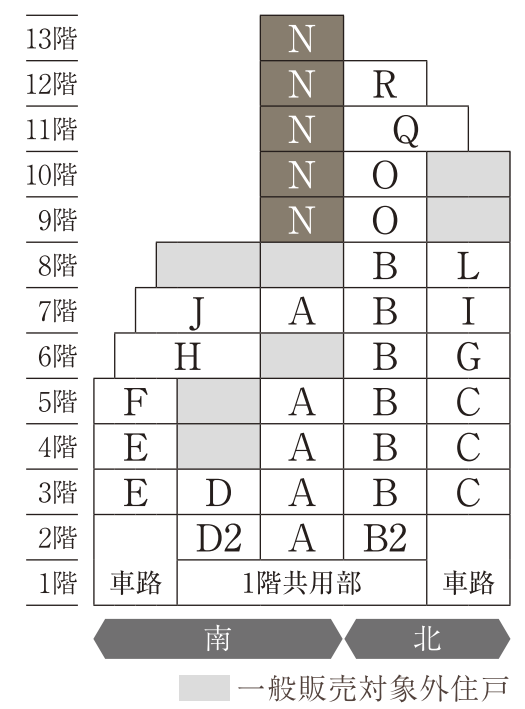 13階 N
12階 N R
11階 N Q
10階 N O
9階 N O
8階 B L
7階 J A B I
6階 H B G
5階 F A B C
4階 E A B C
3階 E D A B C
2階 D2 A B2
1階 車路 1階共用部 車路
南 北
一般販売対象外住戸